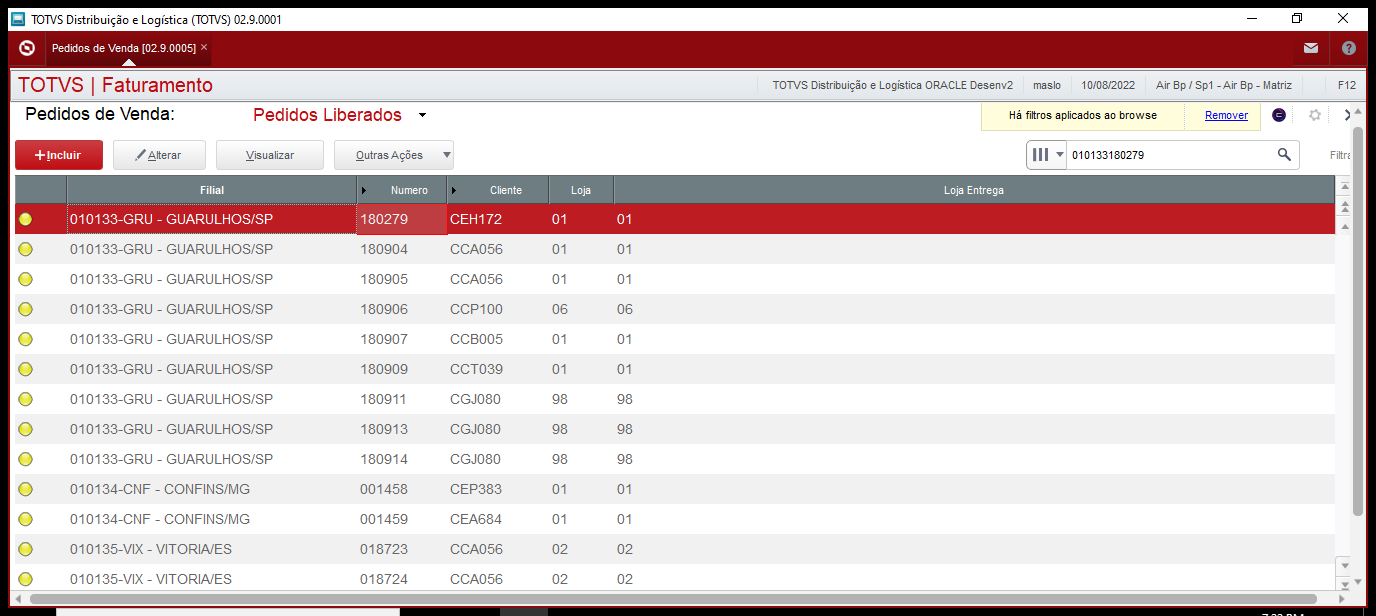 TOTVS Distribuição e Logística (TOTVS) 02.9.0001
Pedidos de Venda [02.9.0005] ×
TOTVS | Faturamento
TOTVS Distribuição e Logística ORACLE Desenv2 maslo 10/08/2022 Air Bp / Sp1 - Air Bp - Matriz F12
Pedidos de Venda: Pedidos Liberados
Há filtros aplicados ao browse Remover
+Incluir Alterar Visualizar Outras Ações 010133180279 Filtra
Filial Numero Cliente Loja Loja Entrega
010133-GRU - GUARULHOS/SP 180279 CEH172 01 01
010133-GRU - GUARULHOS/SP 180904 CCA056 01 01
010133-GRU - GUARULHOS/SP 180905 CCA056 01 01
010133-GRU - GUARULHOS/SP 180906 CCP100 06 06
010133-GRU - GUARULHOS/SP 180907 CCB005 01 01
010133-GRU - GUARULHOS/SP 180909 CCT039 01 01
010133-GRU - GUARULHOS/SP 180911 CGJ080 98 98
010133-GRU - GUARULHOS/SP 180913 CGJ080 98 98
010133-GRU - GUARULHOS/SP 180914 CGJ080 98 98
010134-CNF - CONFINS/MG 001458 CEP383 01 01
010134-CNF - CONFINS/MG 001459 CEA684 01 01
010135-VIX - VITORIA/ES 018723 CCA056 02 02
010135-VIX - VITORIA/ES 018724 CCA056 02 02